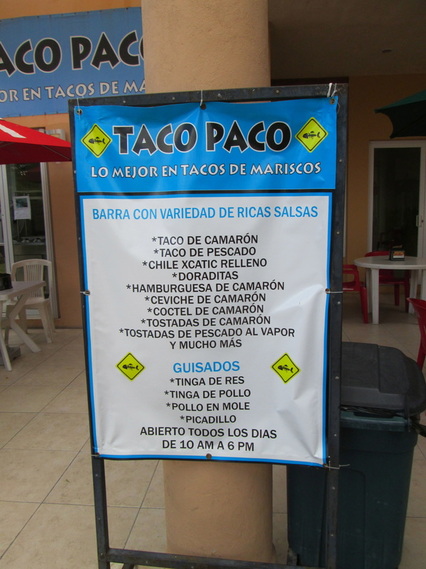 TACO PACO
LO MEJOR EN TACOS DE MARISCOS
BARRA CON VARIEDAD DE RICAS SALSAS
*TACO DE CAMARÓN
*TACO DE PESCADO
*CHILE XCATIC RELLENO
*DORADITAS
*HAMBURGUESA DE CAMARÓN
*CEVICHE DE CAMARÓN
*COCTEL DE CAMARÓN
*TOSTADAS DE CAMARÓN
*TOSTADAS DE PESCADO AL VAPOR
Y MUCHO MÁS
GUISADOS
*TINGA DE RES
*TINGA DE POLLO
*POLLO EN MOLE
*PICADILLO
ABIERTO TODOS LOS DIAS
DE 10 AM A 6 PM
ACO PAC
OR EN TACOS DE MA